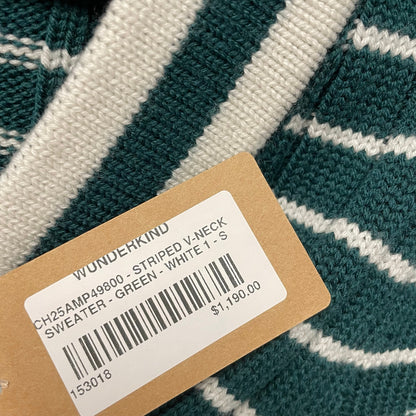 WUNDERKIND
CH25AMP49800 - STRIPED V-NECK
SWEATER - GREEN - WHITE 1 - S
$1,190.00
153018